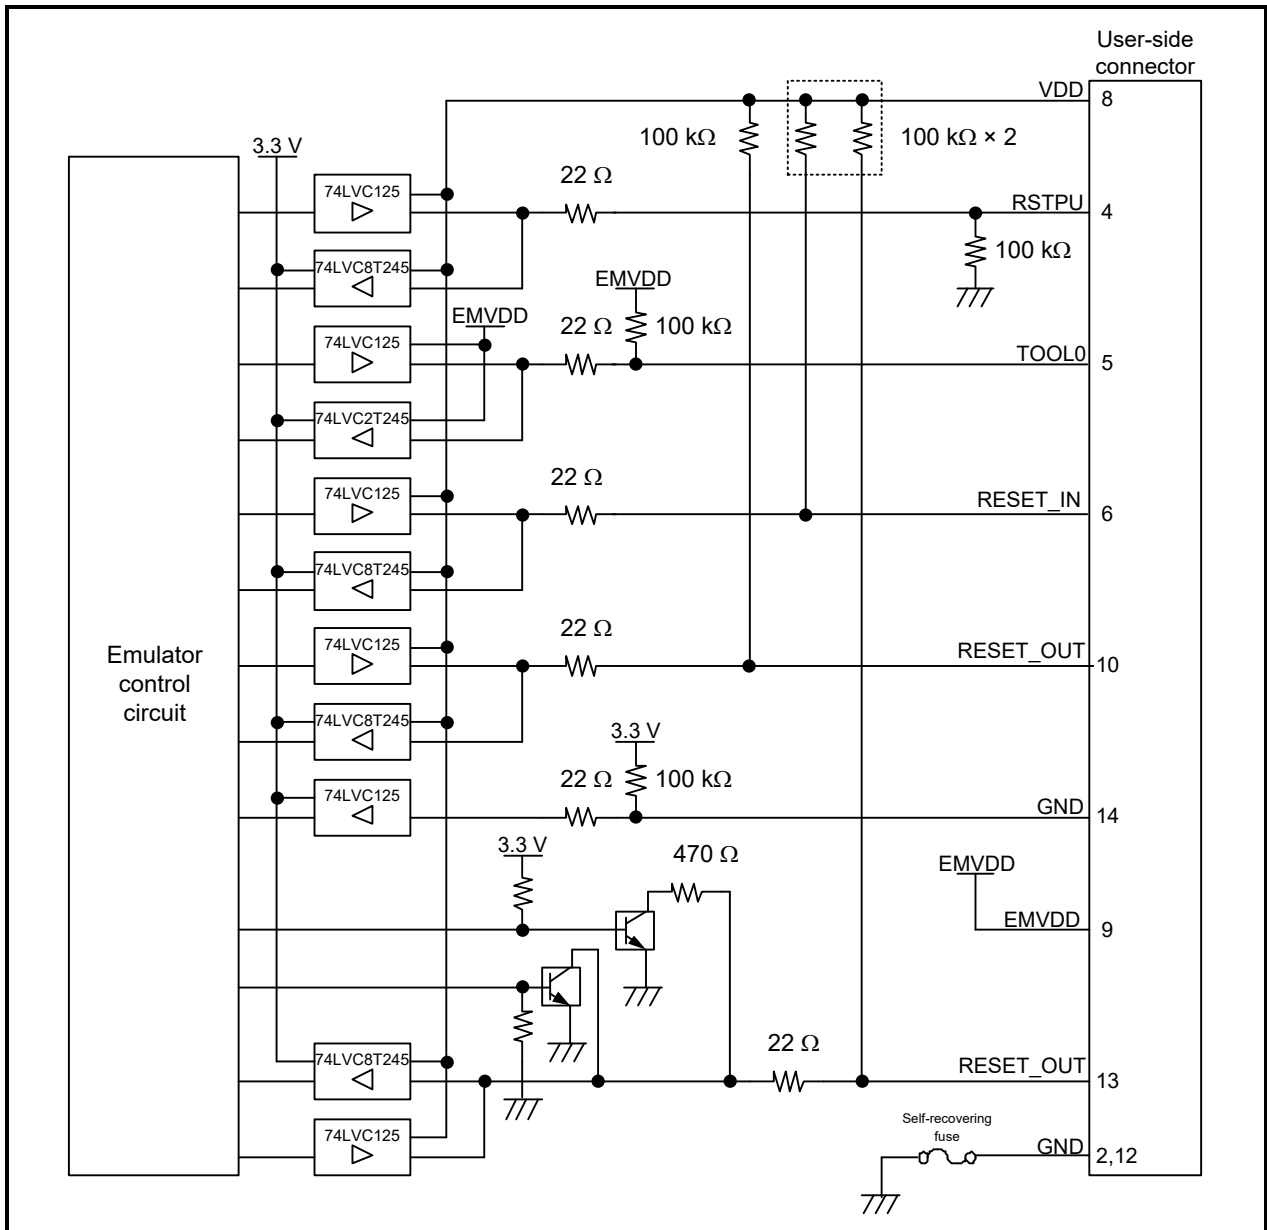 User-side
connector
VDD
8
3.3 V
100 kΩ
100 kΩ × 2
74LVC125
22 Ω
RSTPU
4
100 kΩ
74LVC8T245
EMVDD
EMVDD
74LVC125
22 Ω
100 kΩ
TOOL0
5
74LVC2T245
74LVC125
22 Ω
RESET_IN
6
74LVC8T245
Emulator
control
circuit
74LVC125
22 Ω
RESET_OUT
10
74LVC8T245
3.3 V
74LVC125
22 Ω
100 kΩ
GND
14
3.3 V
470 Ω
EMVDD
EMVDD
9
74LVC8T245
22 Ω
RESET_OUT
13
74LVC125
Self-recovering
fuse
GND
2,12